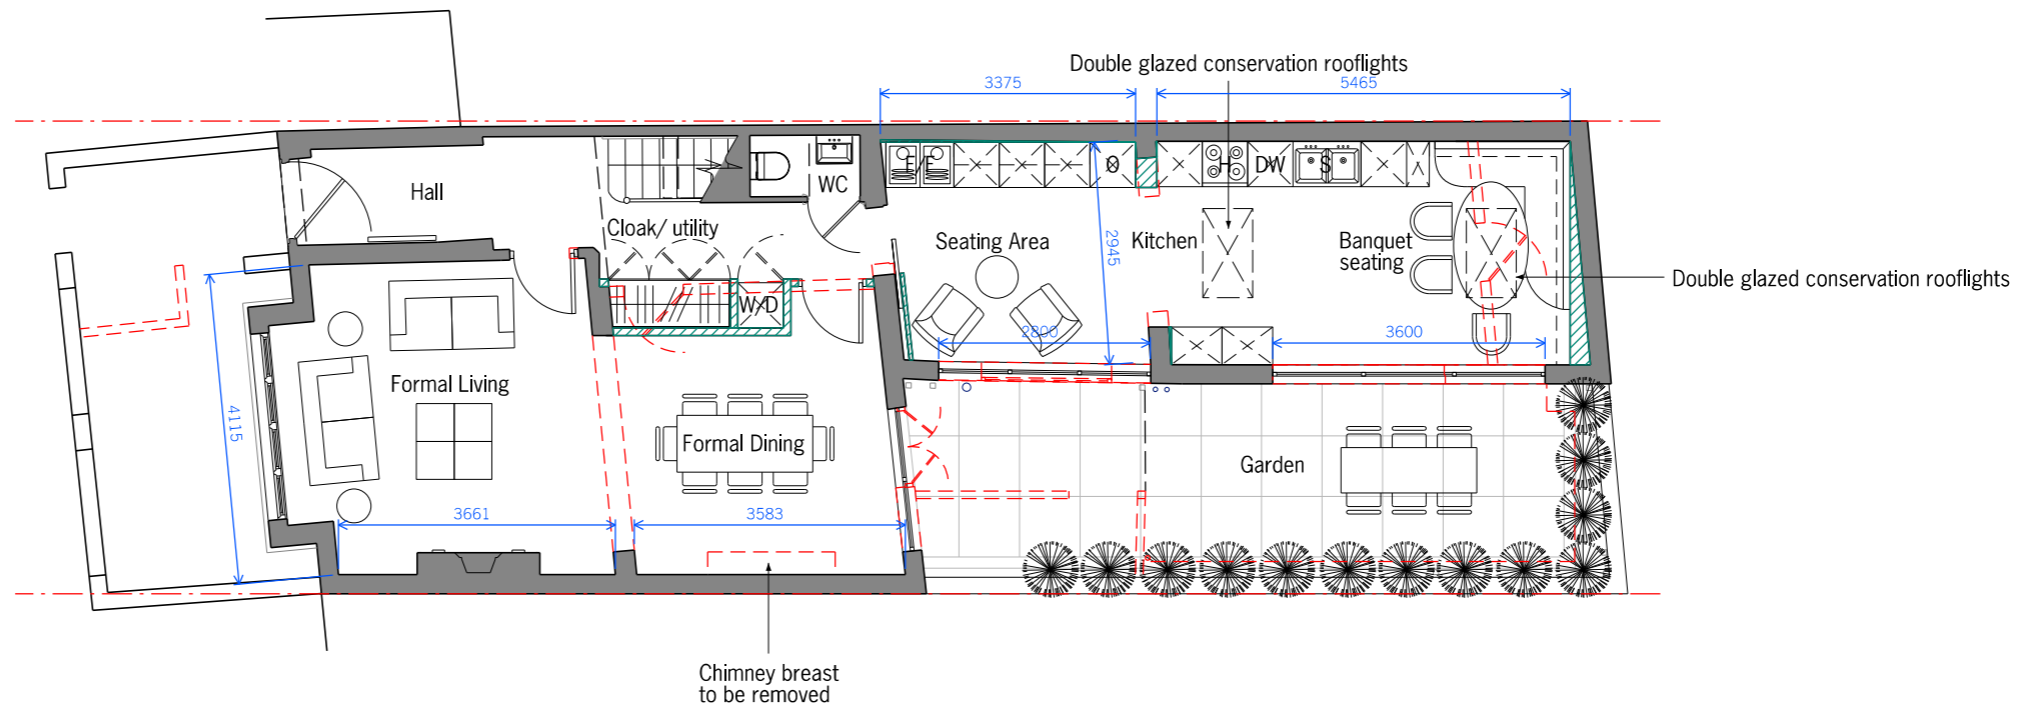 Double glazed conservation rooflights
3375
5465
F/F
O
H
DW
S
WC
Hall
Cloak/ utility
Seating Area
Kitchen
2945
Banquet
seating
Double glazed conservation rooflights
W/D
2800
3600
Formal Living
4115
Formal Dining
Garden
3661
3583
Chimney breast
to be removed